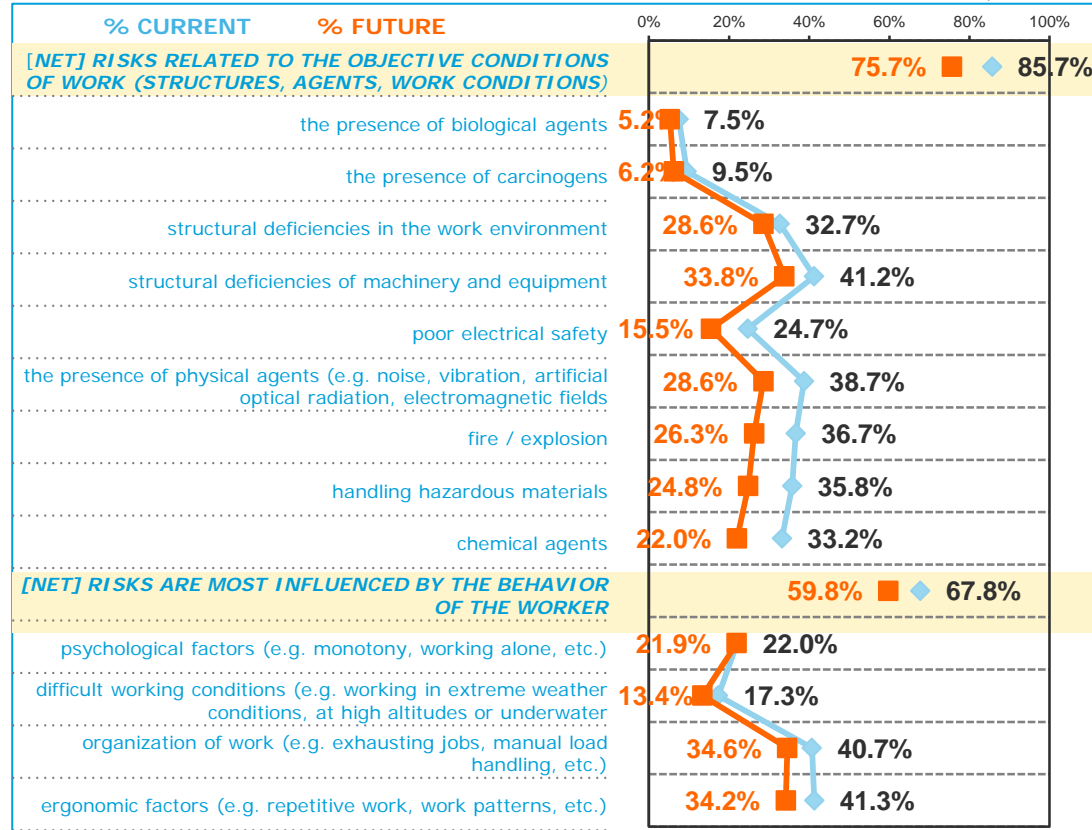 % CURRENT % FUTURE
0% 20% 40% 60% 80% 100%
[NET] RISKS RELATED TO THE OBJECTIVE CONDITIONS
OF WORK (STRUCTURES, AGENTS, WORK CONDITIONS)
75.7% 85.7%
the presence of biological agents 5.2% 7.5%
the presence of carcinogens 6.2% 9.5%
structural deficiencies in the work environment 28.6% 32.7%
structural deficiencies of machinery and equipment 33.8% 41.2%
poor electrical safety 15.5% 24.7%
the presence of physical agents (e.g. noise, vibration, artificial
optical radiation, electromagnetic fields
28.6% 38.7%
fire / explosion 26.3% 36.7%
handling hazardous materials 24.8% 35.8%
chemical agents 22.0% 33.2%
[NET] RISKS ARE MOST INFLUENCED BY THE BEHAVIOR
OF THE WORKER
59.8% 67.8%
psychological factors (e.g. monotony, working alone, etc.) 21.9% 22.0%
difficult working conditions (e.g. working in extreme weather
conditions, at high altitudes or underwater
13.4% 17.3%
organization of work (e.g. exhausting jobs, manual load
handling, etc.)
34.6% 40.7%
ergonomic factors (e.g. repetitive work, work patterns, etc.) 34.2% 41.3%